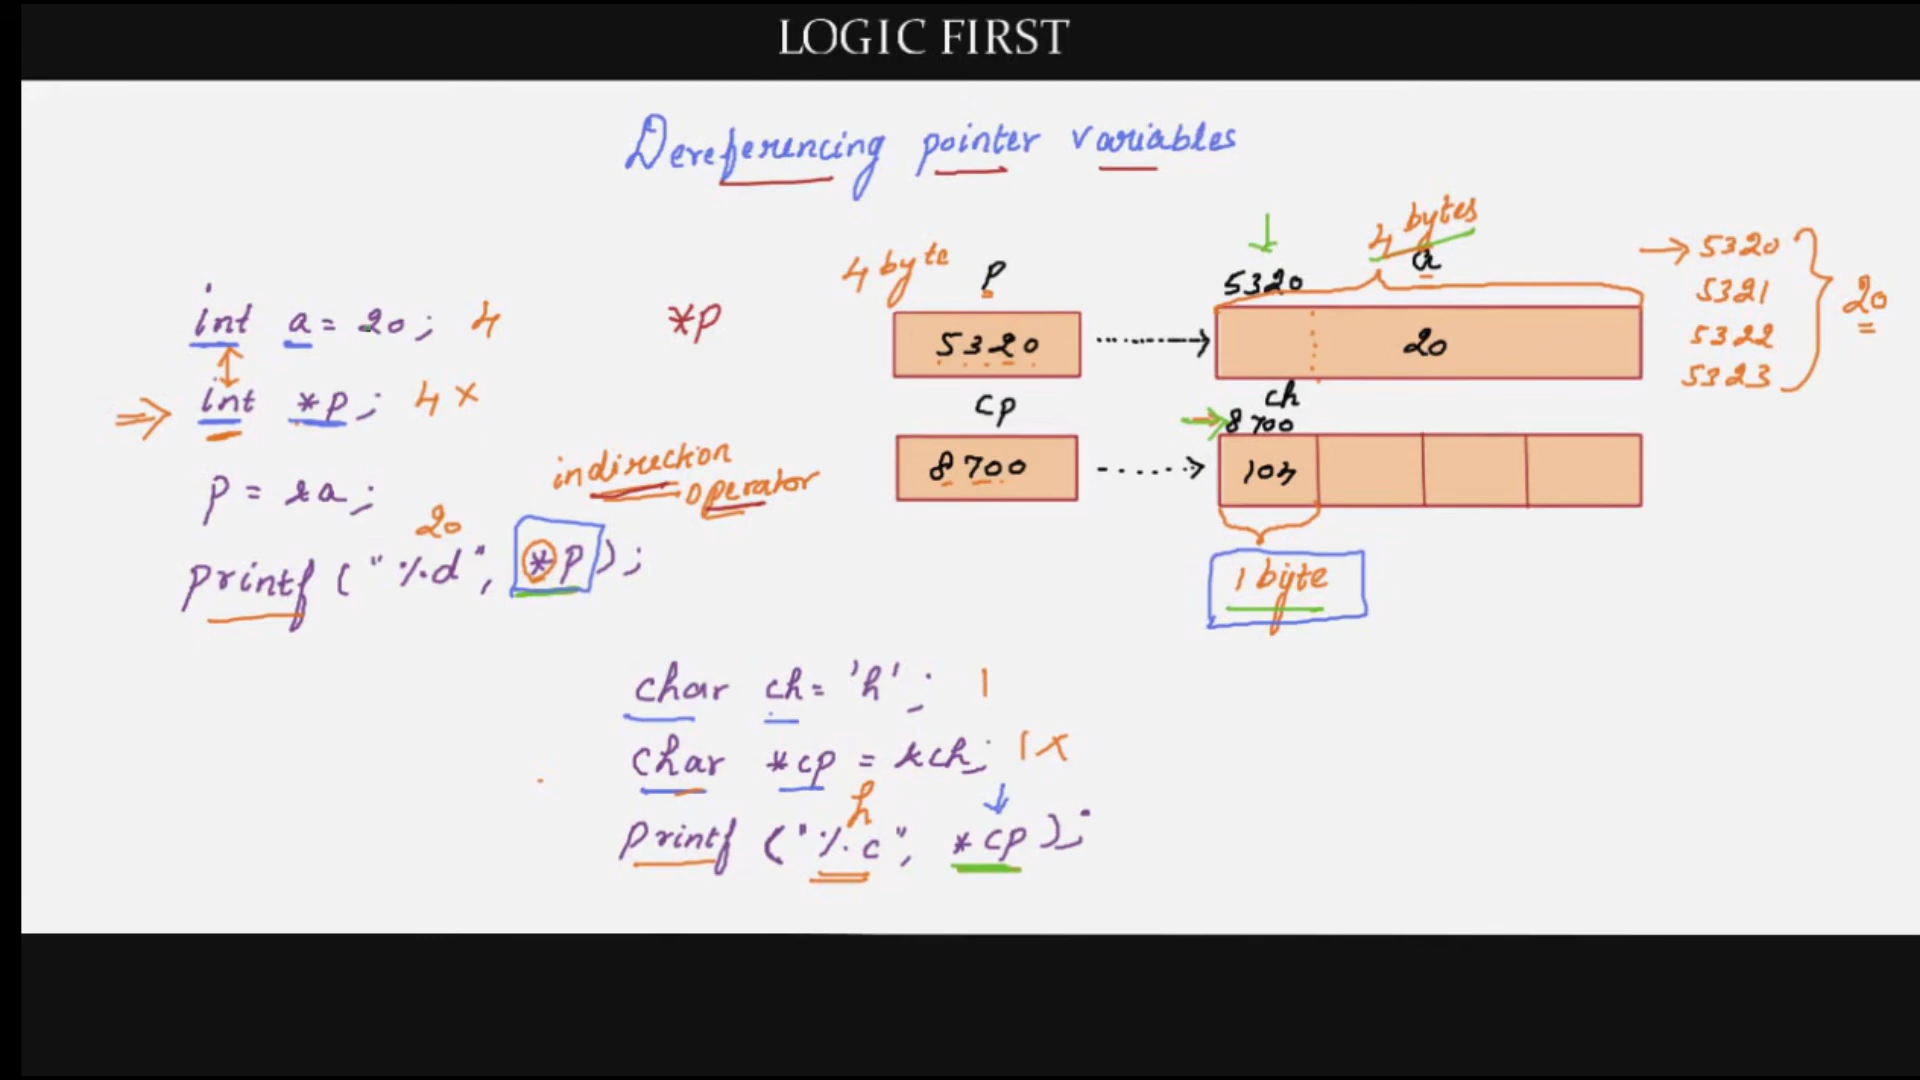 LOGIC FIRST
Dereferencing pointer variables
int a = 20; 4
int *p; 4 x
p = &a;
20
printf ("%d", *p);
*p
indirection
operator
4 byte
p
5320
cp
8700
4 bytes
5320
a
20
ch
8700
1 byte
5320
5321
5322
5323
20
char ch = 'h'; 1
char *cp = &ch; 1 x
h
printf ("%c", *cp);